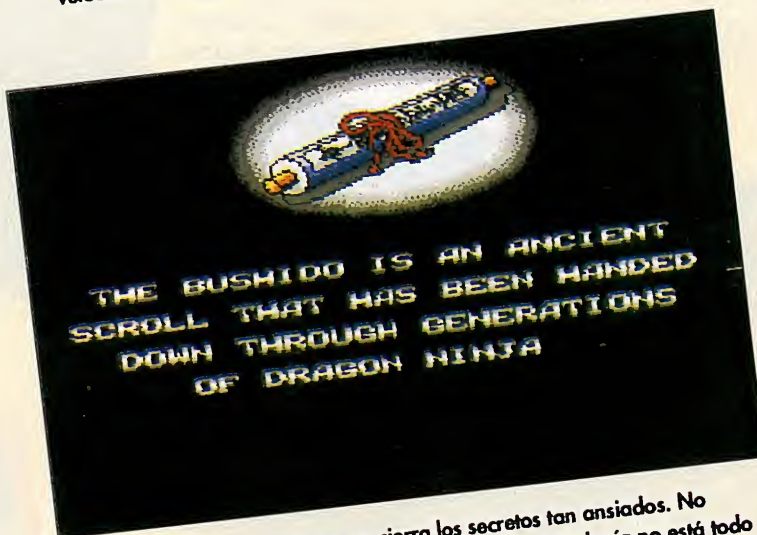 THE BUSHIDO IS AN ANCIENT
SCROLL THAT HAS BEEN HANDED
DOWN THROUGH GENERATIONS
OF DRAGON NINJA
los secretos tan ansiados. No
no está todo